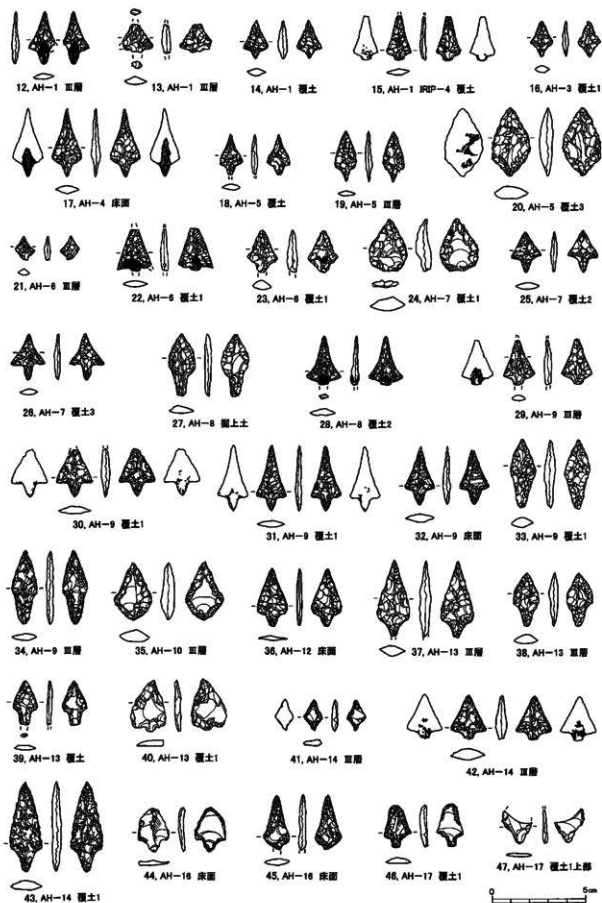 12, AH-1 Ⅲ層
13, AH-1 Ⅲ層
14, AH-1 覆土
15, AH-1 IRIP-4 覆土
16, AH-3 覆土1
17, AH-4 床面
18, AH-5 覆土
19, AH-5 Ⅲ層
20, AH-5 覆土3
21, AH-6 Ⅲ層
22, AH-6 覆土1
23, AH-6 覆土1
24, AH-7 覆土1
25, AH-7 覆土2
26, AH-7 覆土3
27, AH-8 掘上土
28, AH-8 覆土2
29, AH-9 Ⅲ層
30, AH-9 覆土1
31, AH-9 覆土1
32, AH-9 床面
33, AH-9 覆土1
34, AH-9 Ⅲ層
35, AH-10 Ⅲ層
36, AH-12 床面
37, AH-13 Ⅲ層
38, AH-13 Ⅲ層
39, AH-13 覆土
40, AH-13 覆土1
41, AH-14 Ⅲ層
42, AH-14 Ⅲ層
43, AH-14 覆土1
44, AH-16 床面
45, AH-16 床面
46, AH-17 覆土1
47, AH-17 覆土1上部
0 5cm